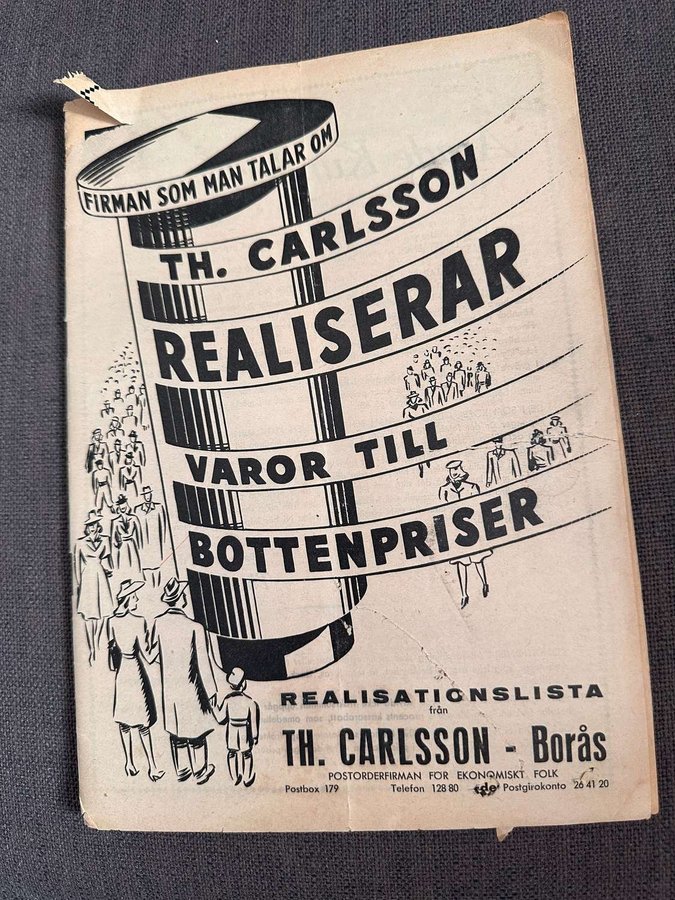 FIRMAN SOM MAN TALAR OM
TH. CARLSSON
REALISERAR
VAROR TILL
BOTTENPRISER
REALISATIONSLISTA
från
TH. CARLSSON - Borås
POSTORDERFIRMAN FÖR EKONOMISKT FOLK
Postbox 179 Telefon 128 80 Postgirokonto 26 41 20